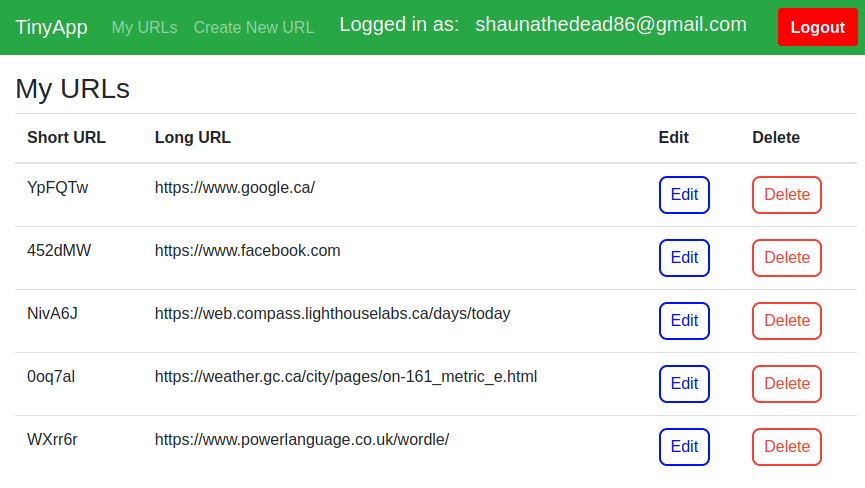 TinyApp My URLs Create New URL Logged in as: shaunathedead86@gmail.com Logout
My URLs
Short URL Long URL Edit Delete
YpFQTw https://www.google.ca/ Edit Delete
452dMW https://www.facebook.com Edit Delete
NivA6J https://web.compass.lighthouselabs.ca/days/today Edit Delete
0oq7al https://weather.gc.ca/city/pages/on-161_metric_e.html Edit Delete
WXrr6r https://www.powerlanguage.co.uk/wordle/ Edit Delete